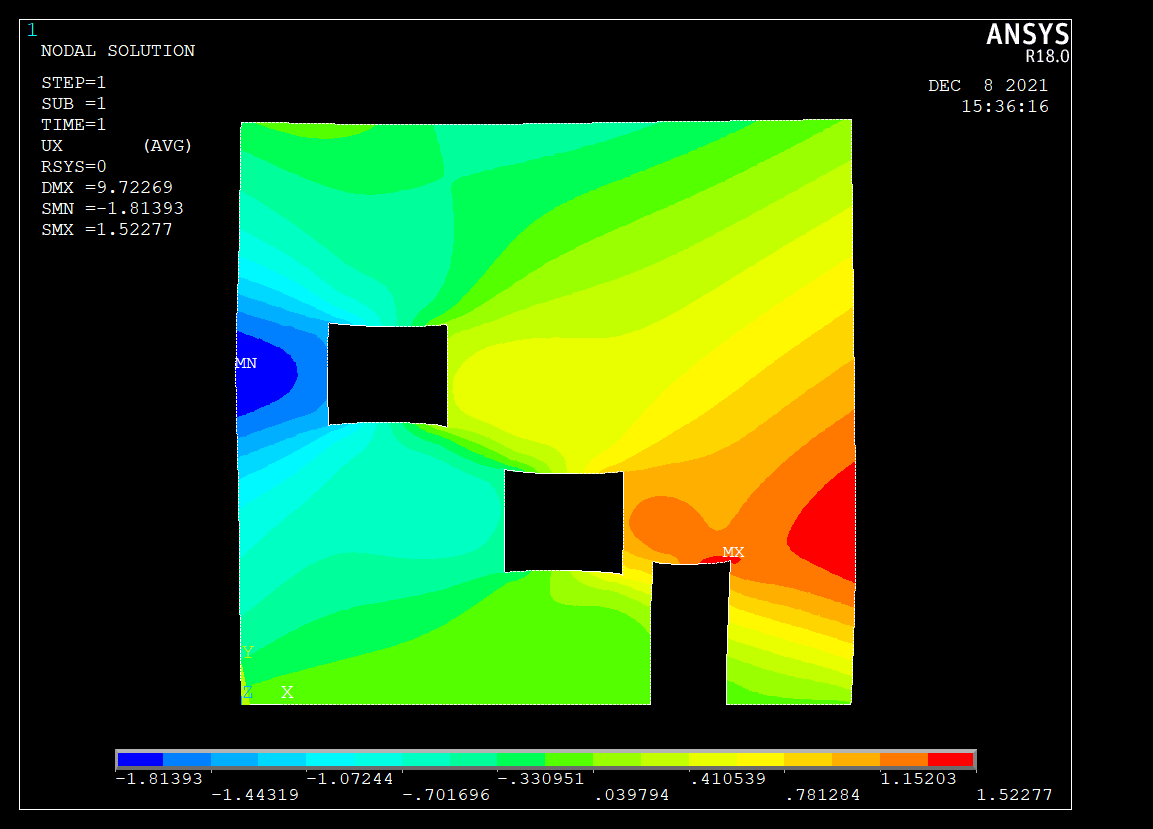 1
ANSYS
R18.0
NODAL SOLUTION
DEC  8 2021
15:36:16
STEP=1
SUB =1
TIME=1
UX       (AVG)
RSYS=0
DMX =9.72269
SMN =-1.81393
SMX =1.52277
MN
MX
Y
Z X
-1.81393 -1.07244 -.330951 .410539 1.15203
-1.44319 -.701696 .039794 .781284 1.52277